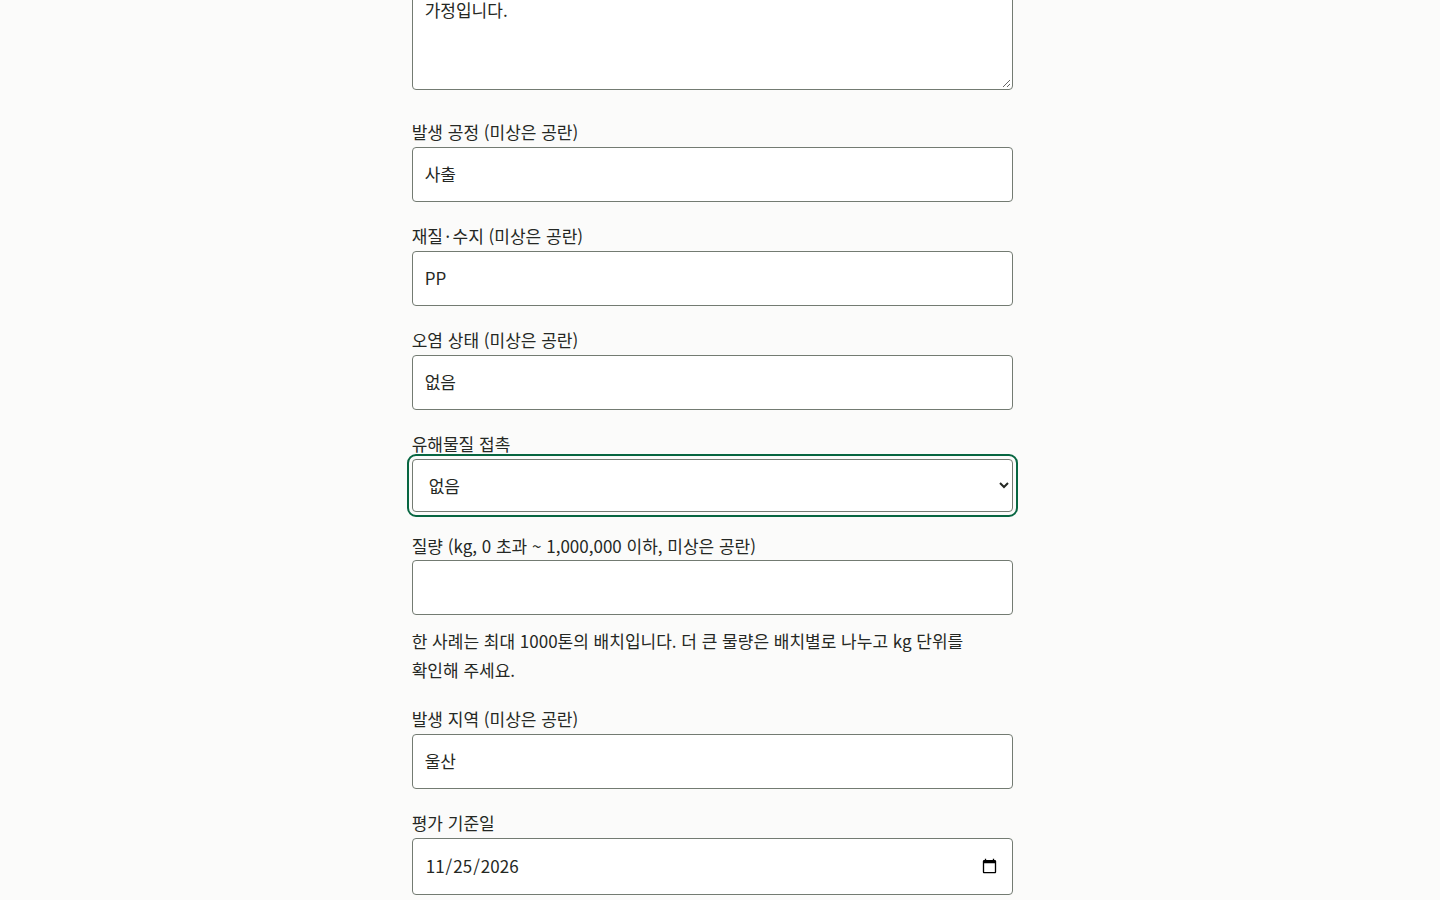 가정입니다.
발생 공정 (미상은 공란)
사출
재질·수지 (미상은 공란)
PP
오염 상태 (미상은 공란)
없음
유해물질 접촉
없음
질량 (kg, 0 초과 ~ 1,000,000 이하, 미상은 공란)
한 사례는 최대 1000톤의 배치입니다. 더 큰 물량은 배치별로 나누고 kg 단위를
확인해 주세요.
발생 지역 (미상은 공란)
울산
평가 기준일
11/25/2026